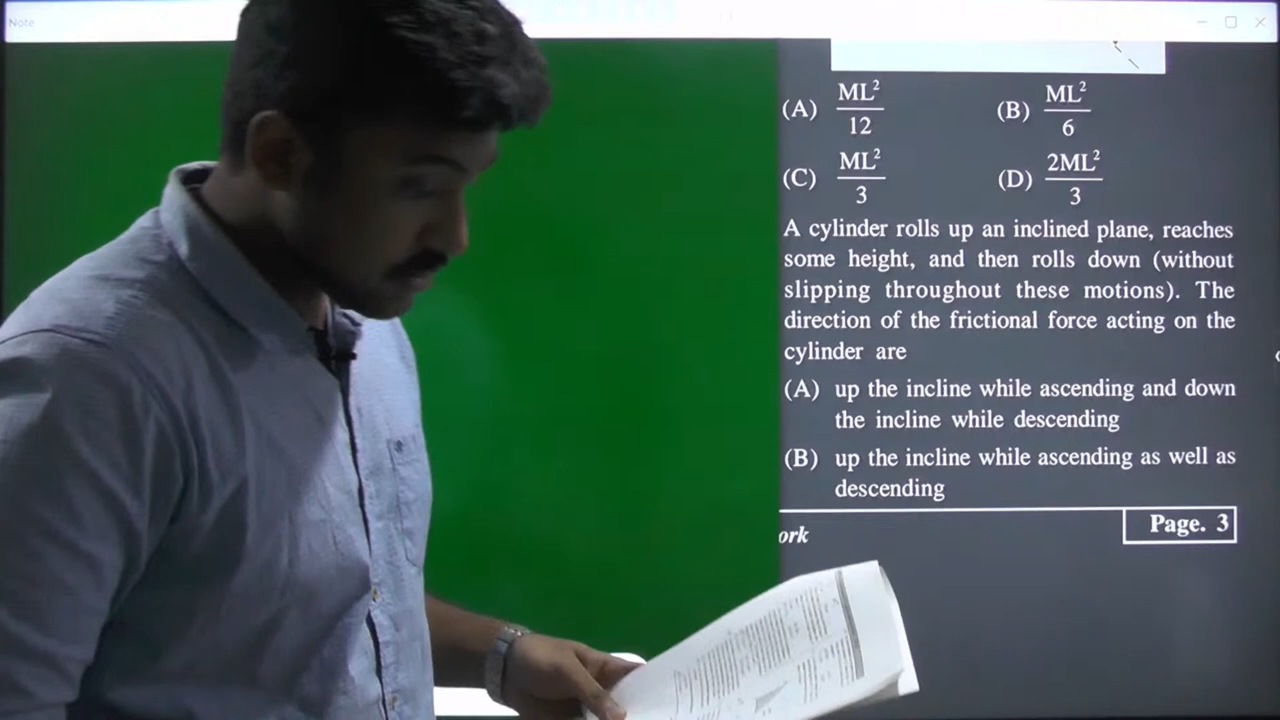 Note
(A) ML²/12 (B) ML²/6
(C) ML²/3 (D) 2ML²/3
A cylinder rolls up an inclined plane, reaches
some height, and then rolls down (without
slipping throughout these motions). The
direction of the frictional force acting on the
cylinder are
(A) up the incline while ascending and down
the incline while descending
(B) up the incline while ascending as well as
descending
ork
Page. 3